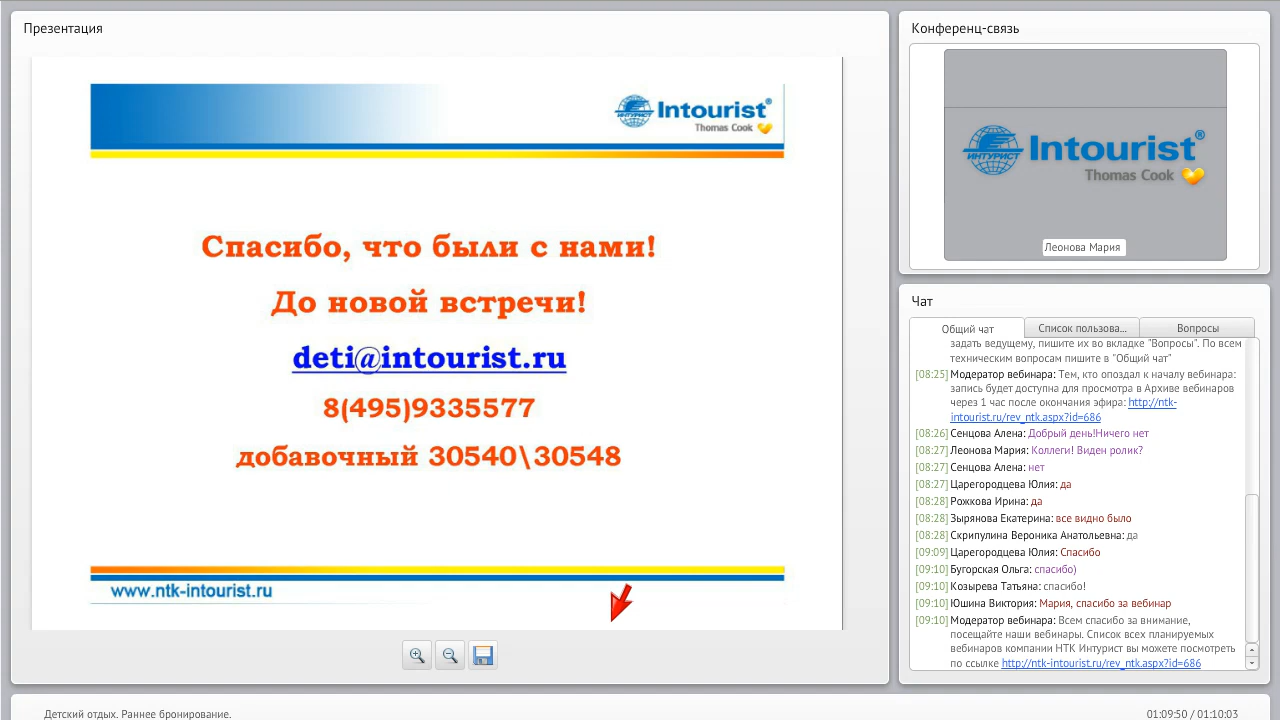 Презентация
Intourist®
ИНТУРИСТ
Thomas Cook
Спасибо, что были с нами!
До новой встречи!
deti@intourist.ru
8(495)9335577
добавочный 30540\30548
www.ntk-intourist.ru
Конференц-связь
Intourist®
ИНТУРИСТ
Thomas Cook
Леонова Мария
Чат
Общий чат
Список пользова...
Вопросы
задать ведущему, пишите их во вкладке "Вопросы". По всем
техническим вопросам пишите в "Общий чат"
[08:25] Модератор вебинара: Тем, кто опоздал к началу вебинара:
запись будет доступна для просмотра в Архиве вебинаров
через 1 час после окончания эфира: http://ntk-
intourist.ru/rev_ntk.aspx?id=686
[08:26] Сенцова Алена: Добрый день!Ничего нет
[08:27] Леонова Мария: Коллеги! Виден ролик?
[08:27] Сенцова Алена: нет
[08:27] Царегородцева Юлия: да
[08:28] Рожкова Ирина: да
[08:28] Зырянова Екатерина: все видно было
[08:28] Скрипулина Вероника Анатольевна: да
[09:09] Царегородцева Юлия: Спасибо
[09:10] Бугорская Ольга: спасибо)
[09:10] Козырева Татьяна: спасибо!
[09:10] Юшина Виктория: Мария, спасибо за вебинар
[09:10] Модератор вебинара: Всем спасибо за внимание,
посещайте наши вебинары. Список всех планируемых
вебинаров компании НТК Интурист вы можете посмотреть
по ссылке http://ntk-intourist.ru/rev_ntk.aspx?id=686
Детский отдых. Раннее бронирование.
01:09:50 / 01:10:03